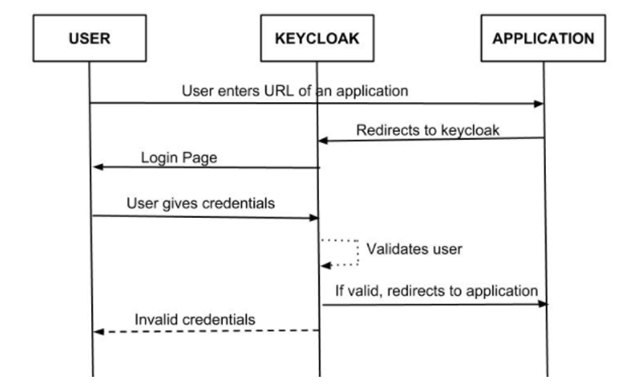 USER
KEYCLOAK
APPLICATION
User enters URL of an application
Redirects to keycloak
Login Page
User gives credentials
Validates user
If valid, redirects to application
Invalid credentials